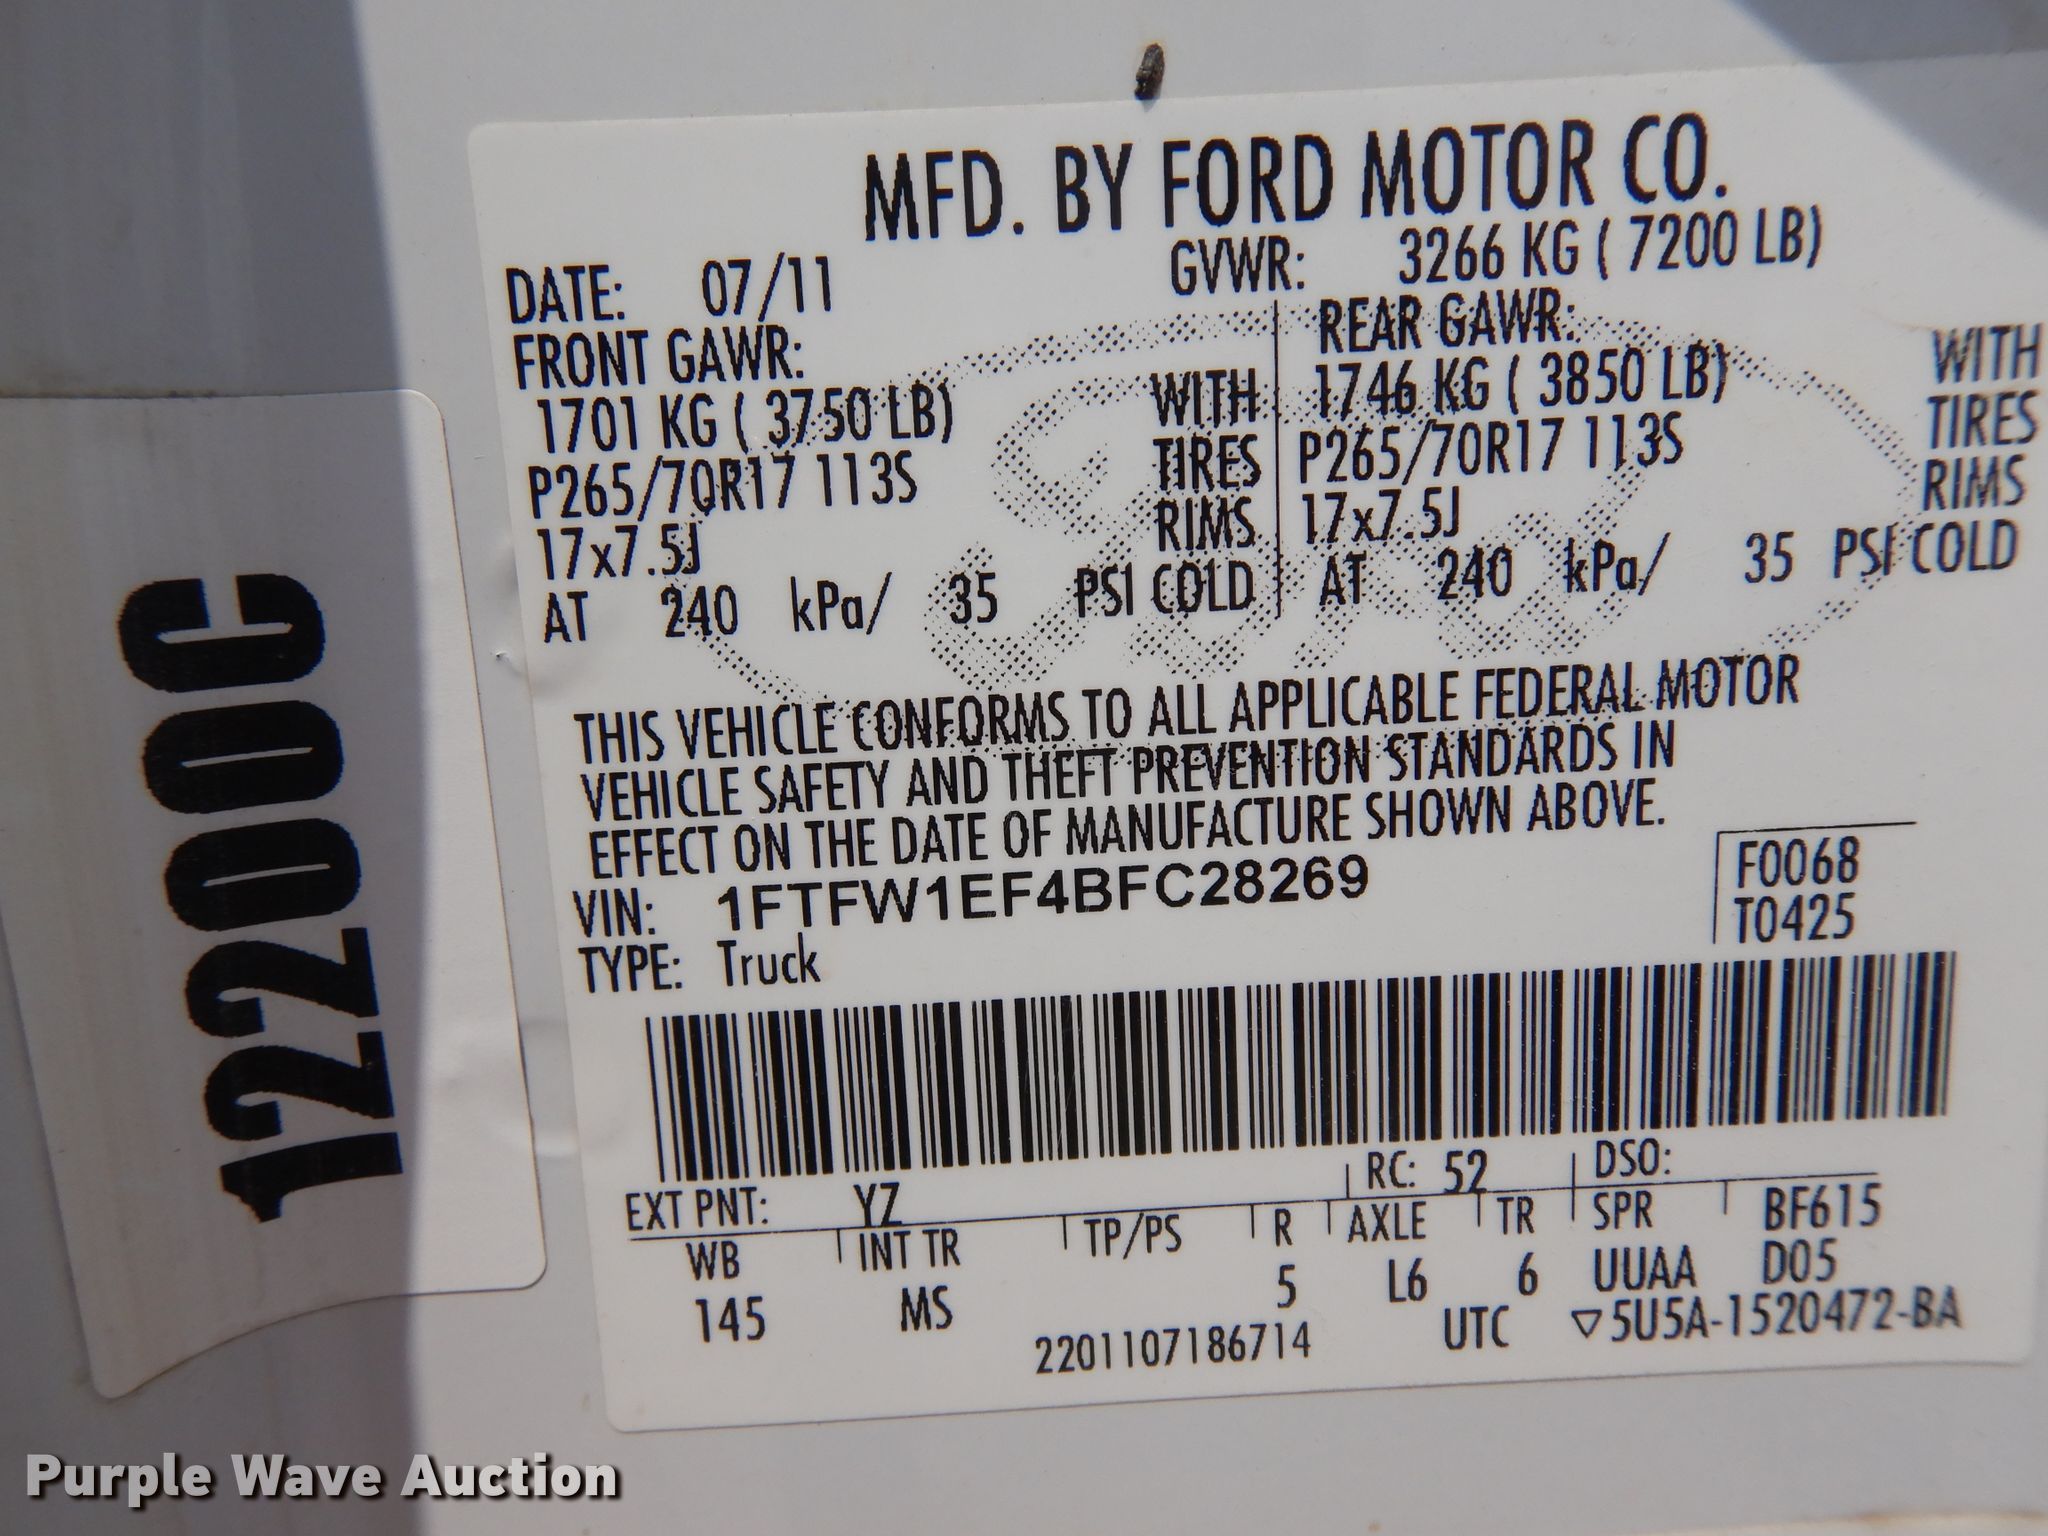 MFD. BY FORD MOTOR CO.
DATE: 07/11
GVWR: 3266 KG ( 7200 LB)
FRONT GAWR:
1701 KG ( 3750 LB) WITH
P265/70R17 113S TIRES
17x7.5J RIMS
AT 240 kPa/ 35 PSI COLD
REAR GAWR: WITH
1746 KG ( 3850 LB) TIRES
P265/70R17 113S RIMS
17x7.5J
AT 240 kPa/ 35 PSI COLD
THIS VEHICLE CONFORMS TO ALL APPLICABLE FEDERAL MOTOR
VEHICLE SAFETY AND THEFT PREVENTION STANDARDS IN
EFFECT ON THE DATE OF MANUFACTURE SHOWN ABOVE.
VIN: 1FTFW1EF4BFC28269
TYPE: Truck
F0068
T0425
EXT PNT: YZ RC: 52 DSO:
WB INT TR TP/PS R AXLE TR SPR BF615
145 MS 5 L6 6 UUAA D05
2201107186714 UTC ▽5U5A-1520472-BA
12200C
Purple Wave Auction